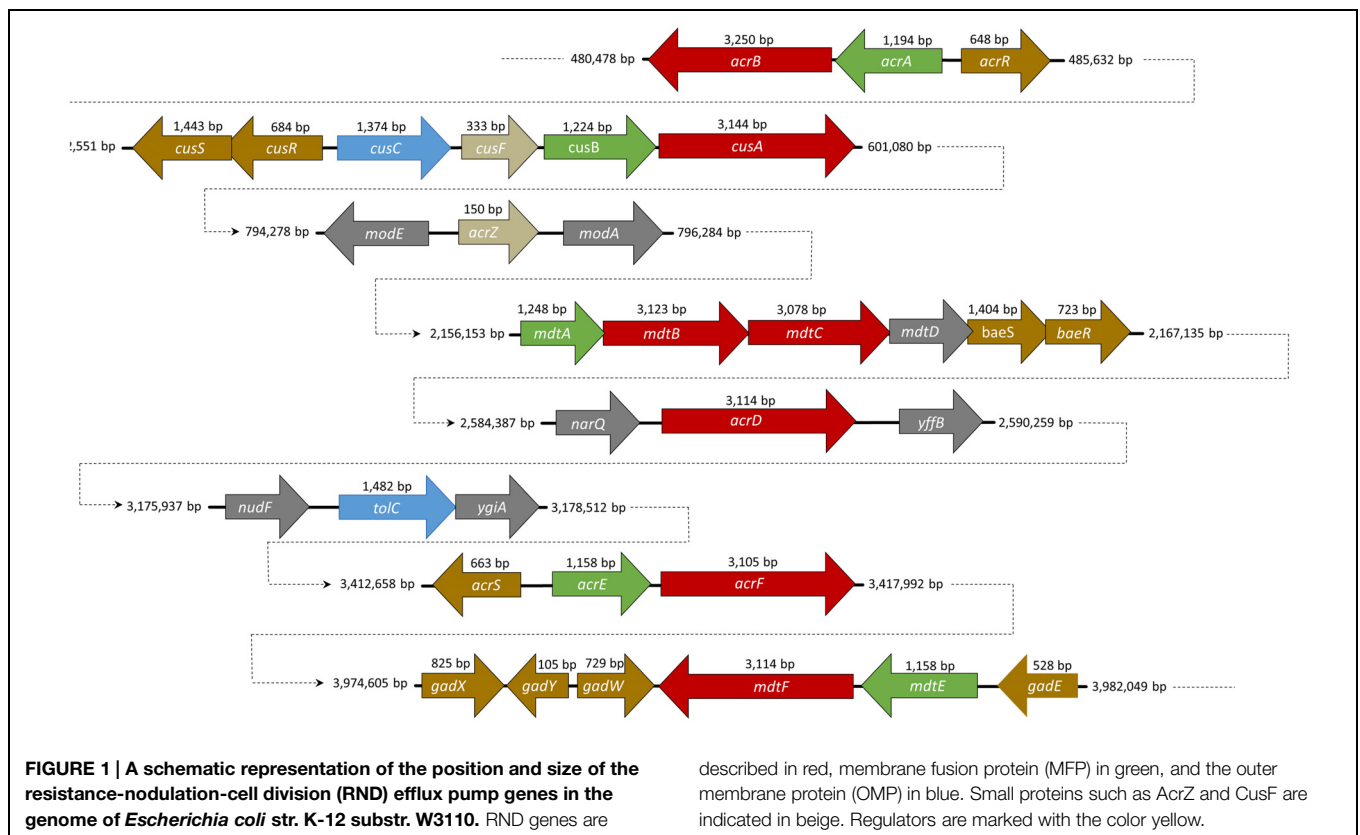 3,250 bp 1,194 bp 648 bp
480,478 bp acrB acrA acrR 485,632 bp
1,443 bp 684 bp 1,374 bp 333 bp 1,224 bp 3,144 bp
,551 bp cusS cusR cusC cusF cusB cusA 601,080 bp
150 bp
794,278 bp modE acrZ modA 796,284 bp
1,248 bp 3,123 bp 3,078 bp 1,404 bp 723 bp
2,156,153 bp mdtA mdtB mdtC mdtD baeS baeR 2,167,135 bp
3,114 bp
2,584,387 bp narQ acrD yffB 2,590,259 bp
1,482 bp
3,175,937 bp nudF tolC ygiA 3,178,512 bp
663 bp 1,158 bp 3,105 bp
3,412,658 bp acrS acrE acrF 3,417,992 bp
825 bp 105 bp 729 bp 3,114 bp 1,158 bp 528 bp
3,974,605 bp gadX gadY gadW mdtF mdtE gadE 3,982,049 bp
FIGURE 1 | A schematic representation of the position and size of the
resistance-nodulation-cell division (RND) efflux pump genes in the
genome of Escherichia coli str. K-12 substr. W3110. RND genes are
described in red, membrane fusion protein (MFP) in green, and the outer
membrane protein (OMP) in blue. Small proteins such as AcrZ and CusF are
indicated in beige. Regulators are marked with the color yellow.